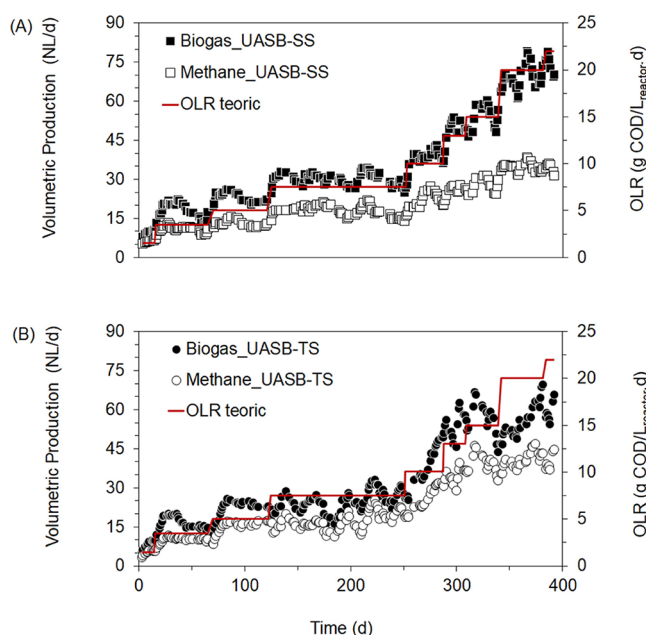 (A)
90
75
60
45
30
15
0
Volumetric Production (NL/d)
Biogas_UASB-SS
Methane_UASB-SS
OLR teoric
25
20
15
10
5
0
OLR (g COD/Lreactor.d)
(B)
90
75
60
45
30
15
0
Volumetric Production (NL/d)
Biogas_UASB-TS
Methane_UASB-TS
OLR teoric
25
20
15
10
5
0
OLR (g COD/Lreactor.d)
0 100 200 300 400
Time (d)